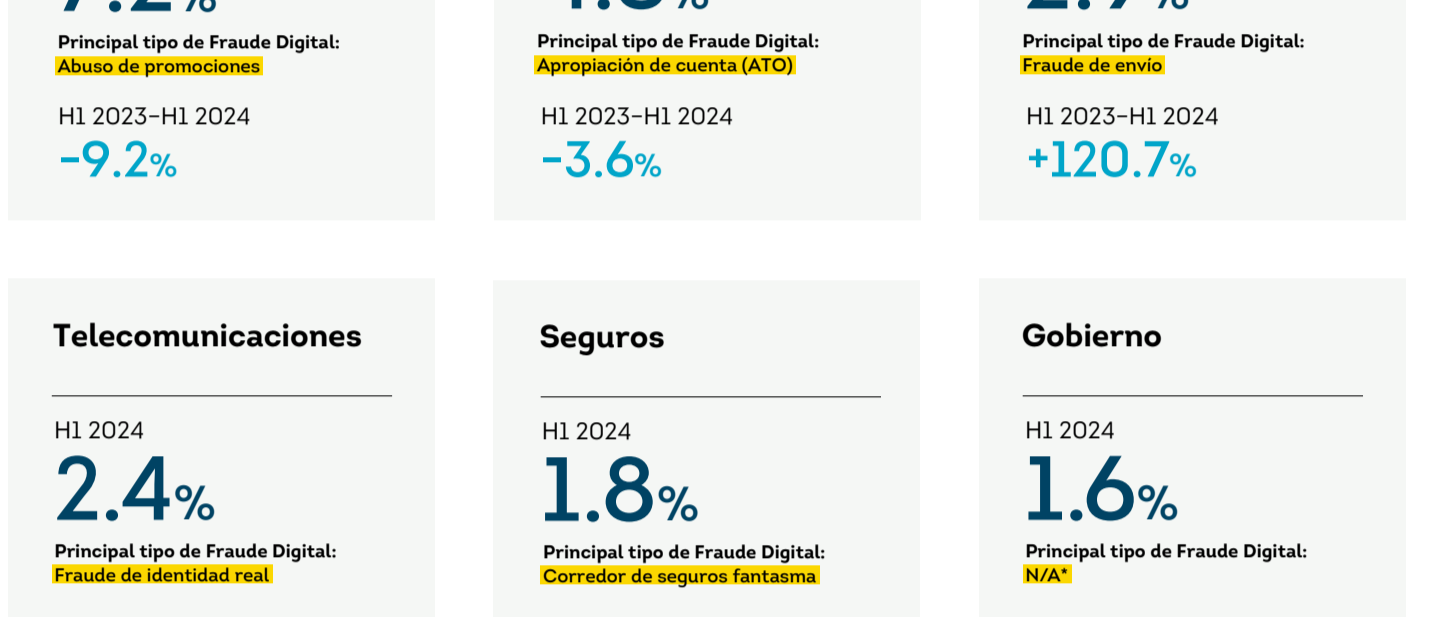 Principal tipo de Fraude Digital:
Abuso de promociones
H1 2023–H1 2024
-9.2%
Principal tipo de Fraude Digital:
Apropiación de cuenta (ATO)
H1 2023–H1 2024
-3.6%
Principal tipo de Fraude Digital:
Fraude de envío
H1 2023–H1 2024
+120.7%
Telecomunicaciones
H1 2024
2.4%
Principal tipo de Fraude Digital:
Fraude de identidad real
Seguros
H1 2024
1.8%
Principal tipo de Fraude Digital:
Corredor de seguros fantasma
Gobierno
H1 2024
1.6%
Principal tipo de Fraude Digital:
N/A*